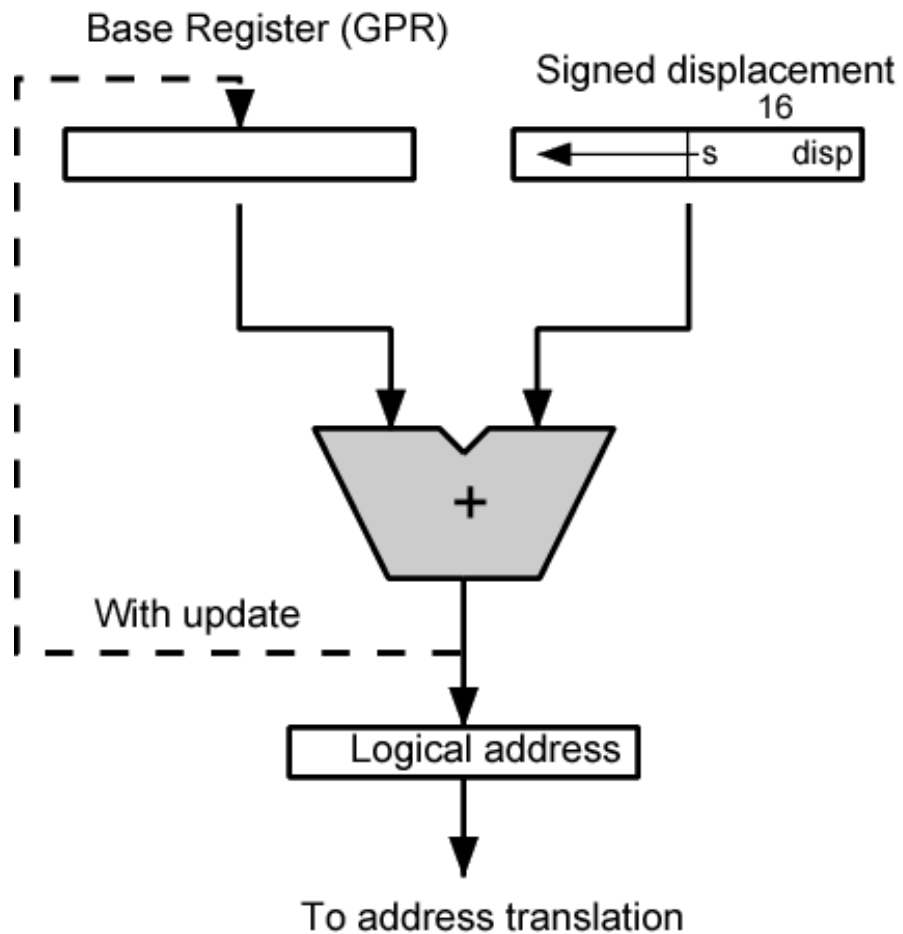 Base Register (GPR)
Signed displacement
16
s disp
+
With update
Logical address
To address translation